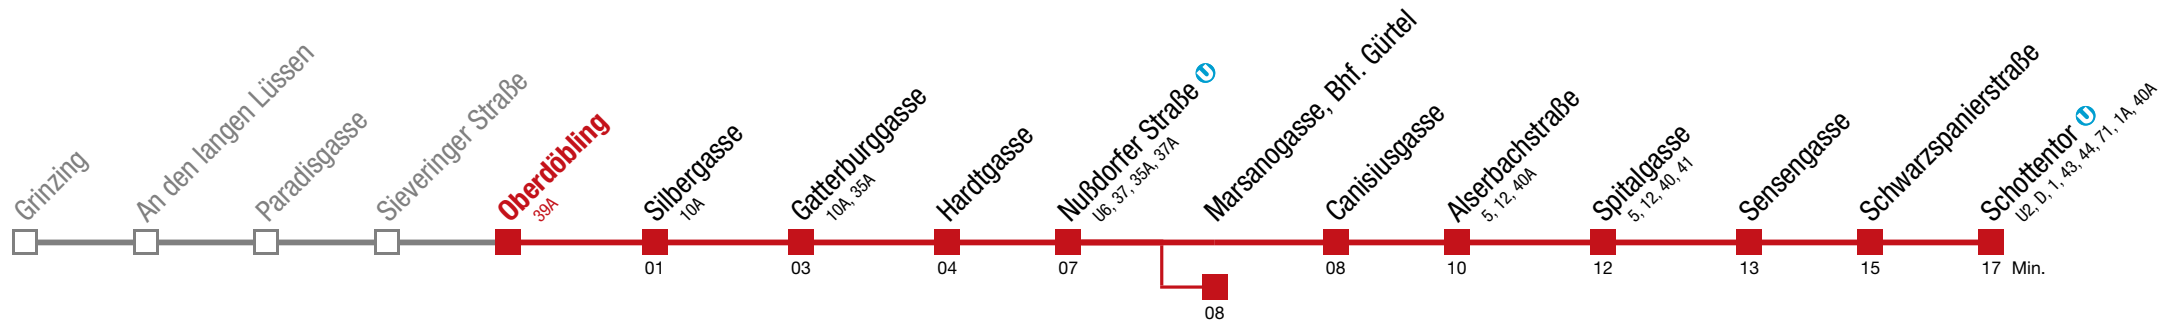 Grinzing
An den langen Lüssen
Paradisgasse
Sieveringer Straße
Oberdöbling
39A
Silbergasse
10A
01
Gatterburggasse
10A, 35A
03
Hardtgasse
04
Nußdorfer Straße U
U6, 37, 35A, 37A
07
Marsanogasse, Bhf. Gürtel
08
Canisiusgasse
08
Alserbachstraße
5, 12, 40A
10
Spitalgasse
5, 12, 40, 41
12
Sensengasse
13
Schwarzspanierstraße
15
Schottentor U
U2, D, 1, 43, 44, 71, 1A, 40A
17 Min.